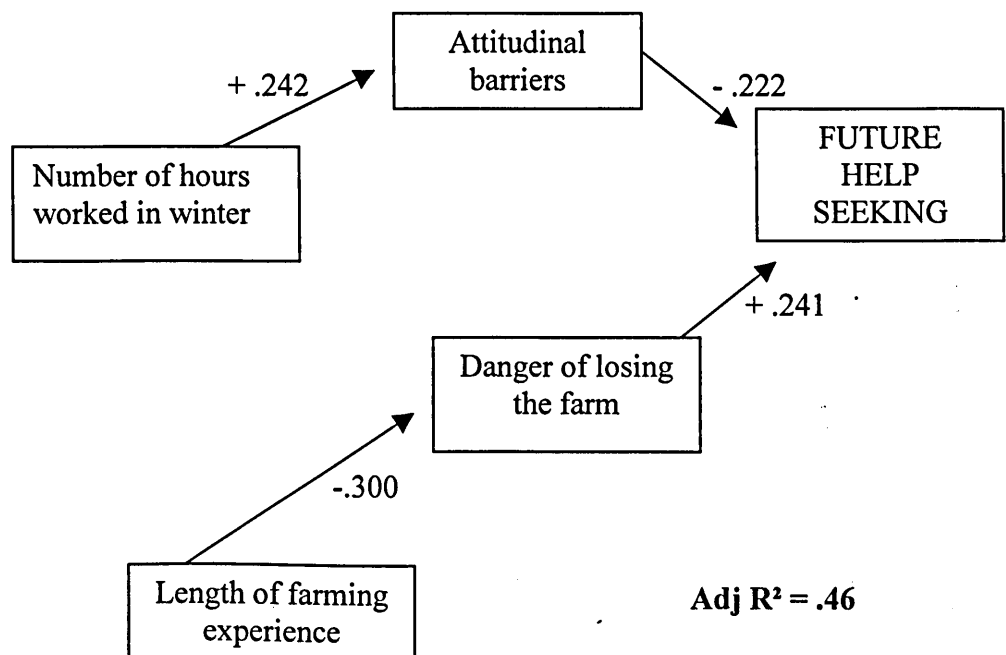 Attitudinal
barriers
+ .242
- .222
FUTURE
HELP
SEEKING
Number of hours
worked in winter
+ .241
Danger of losing
the farm
-.300
Length of farming
experience
Adj R² = .46